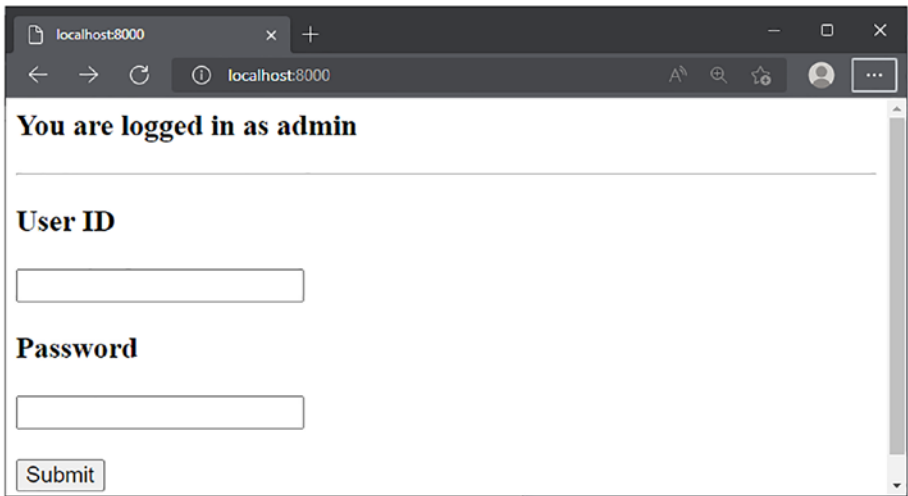 localhost:8000
localhost:8000
You are logged in as admin
User ID
Password
Submit